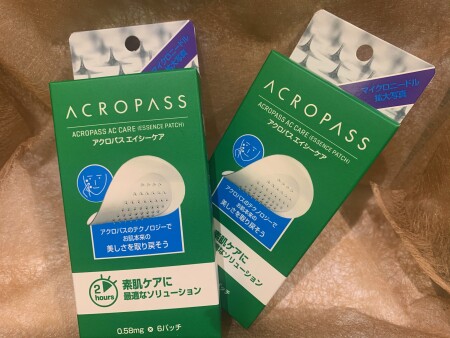 ACROPASS
ACROPASS AC CARE (ESSENCE PATCH)
アクロパス エイシーケア
アクロパスのテクノロジーで
お肌本来の
美しさを取り戻そう
2
hours
素肌ケアに
最適なソリューション
0.58mg × 6パッチ
マイクロニードル
拡大写真
ACROPASS
ACROPASS AC CARE (ESSENCE PATCH)
アクロパス エイシーケア
アクロパスのテクノロジーで
お肌本来の
美しさを取り戻そう
素肌ケアに
最適なソリューション
パッチ